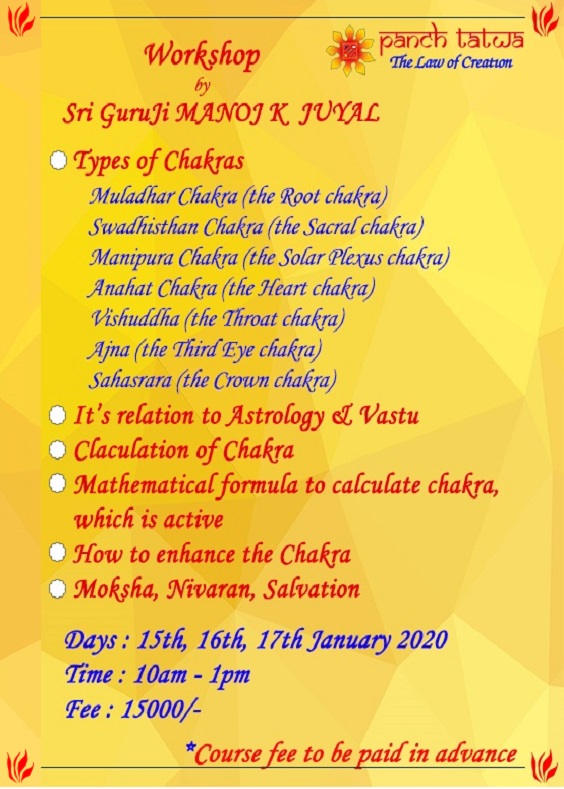 Workshop
panch tatwa
The Law of Creation
by
Sri GuruJi MANOJ K JUYAL
Types of Chakras
Muladhar Chakra (the Root chakra)
Swadhisthan Chakra (the Sacral chakra)
Manipura Chakra (the Solar Plexus chakra)
Anahat Chakra (the Heart chakra)
Vishuddha (the Throat chakra)
Ajna (the Third Eye chakra)
Sahasrara (the Crown chakra)
It's relation to Astrology & Vastu
Claculation of Chakra
Mathematical formula to calculate chakra,
which is active
How to enhance the Chakra
Moksha, Nivaran, Salvation
Days : 15th, 16th, 17th January 2020
Time : 10am - 1pm
Fee : 15000/-
*Course fee to be paid in advance